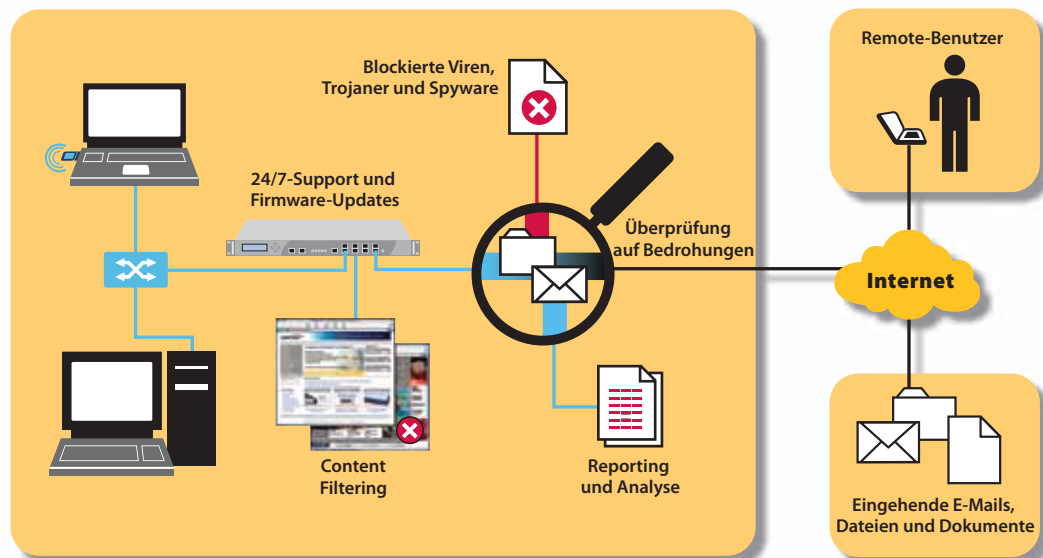 Remote-Benutzer
Blockierte Viren,
Trojaner und Spyware
24/7-Support und
Firmware-Updates
Überprüfung
auf Bedrohungen
Internet
Content
Filtering
Reporting
und Analyse
Eingehende E-Mails,
Dateien und Dokumente